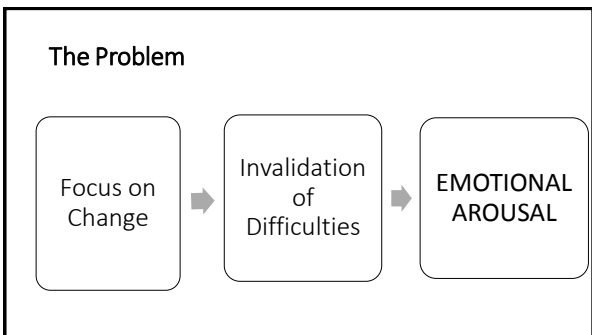 The Problem
Focus on
Change
Invalidation
of
Difficulties
EMOTIONAL
AROUSAL